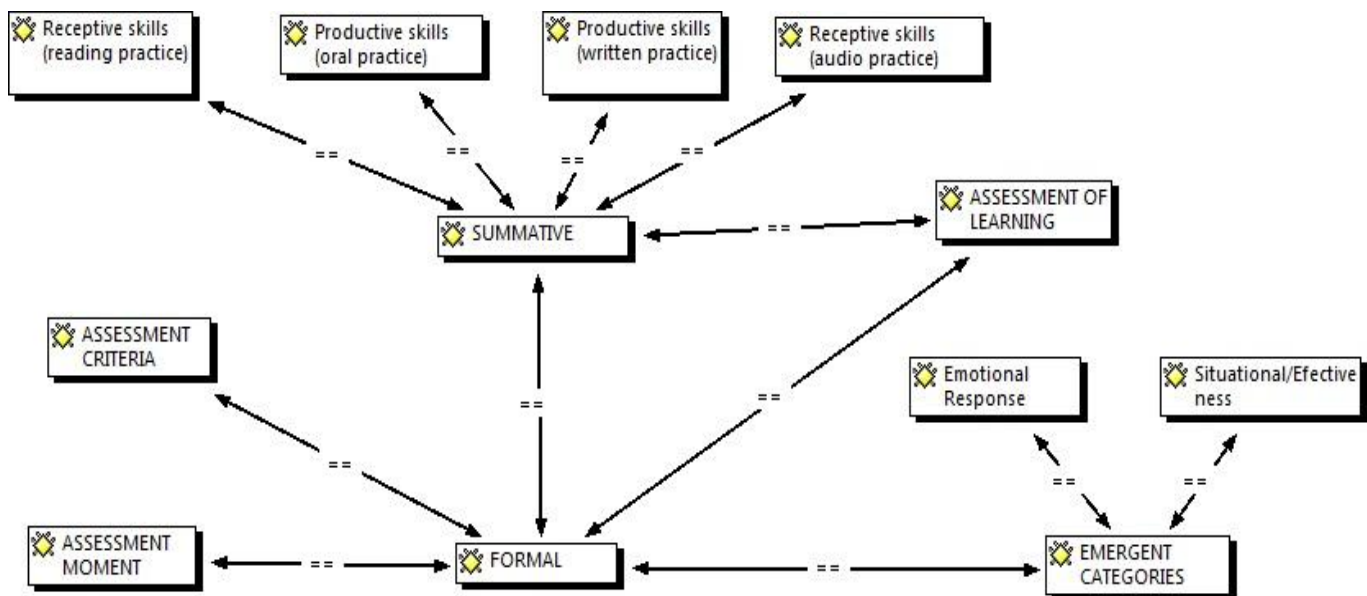 Receptive skills
(reading practice)
Productive skills
(oral practice)
Productive skills
(written practice)
Receptive skills
(audio practice)
==
==
==
==
ASSESSMENT OF
LEARNING
SUMMATIVE
==
ASSESSMENT
CRITERIA
==
==
Emotional
Response
Situational/Efective
ness
==
==
==
ASSESSMENT
MOMENT
==
FORMAL
==
EMERGENT
CATEGORIES